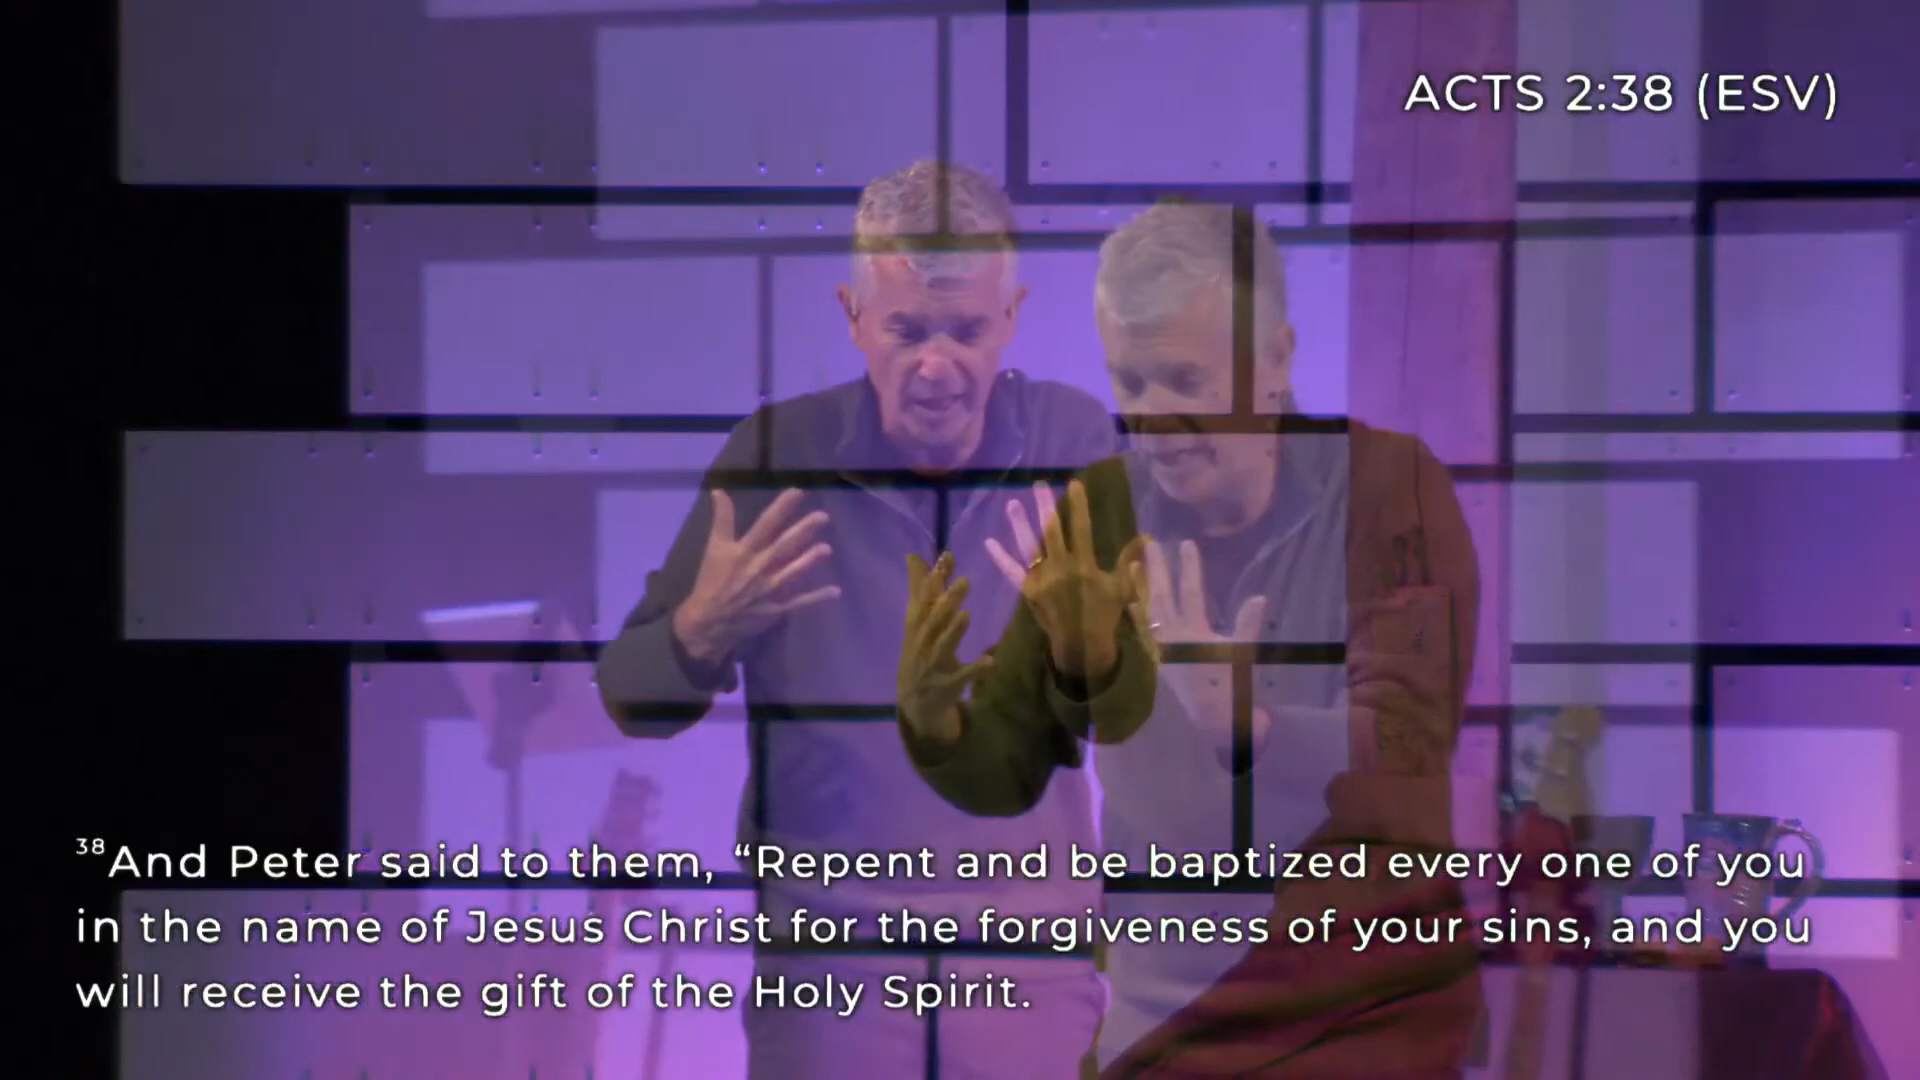 ACTS 2:38 (ESV)
38And Peter said to them, “Repent and be baptized every one of you
in the name of Jesus Christ for the forgiveness of your sins, and you
will receive the gift of the Holy Spirit.